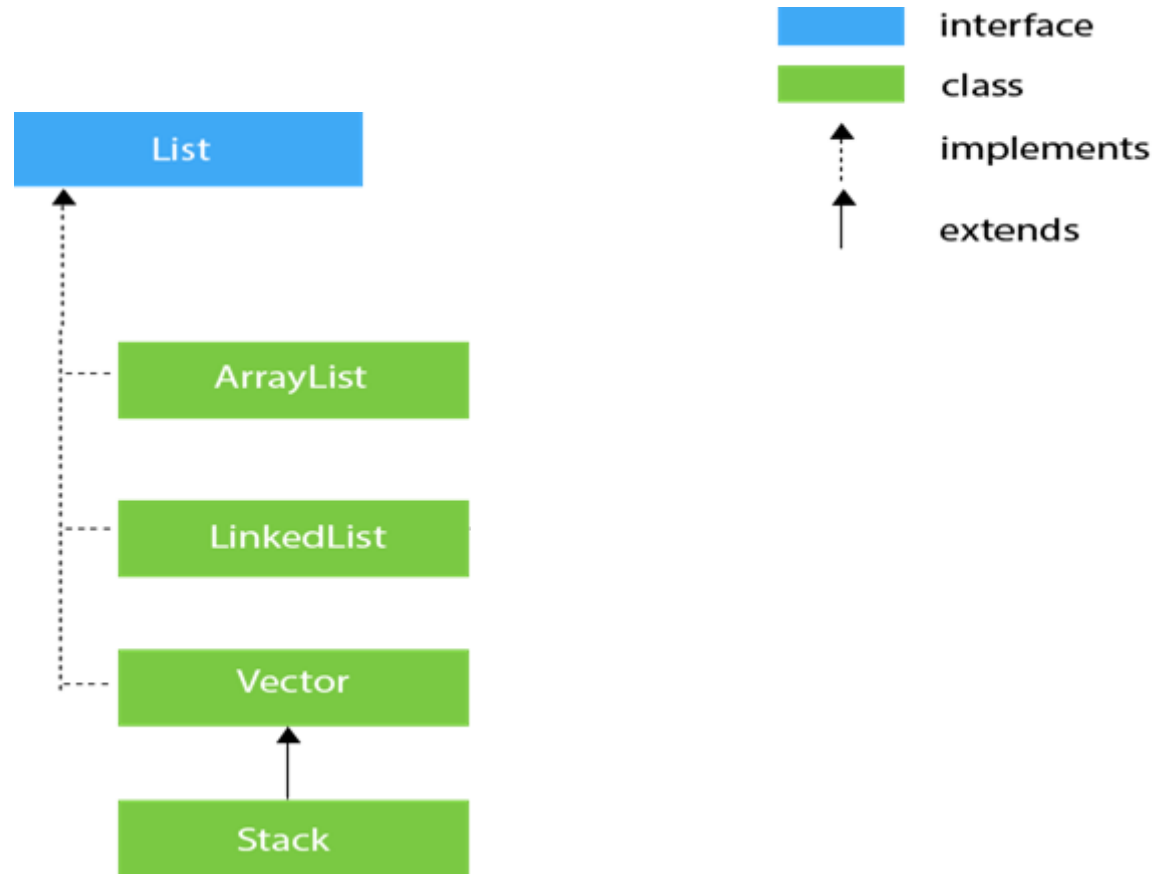 interface
class
List
implements
extends
ArrayList
LinkedList
Vector
Stack